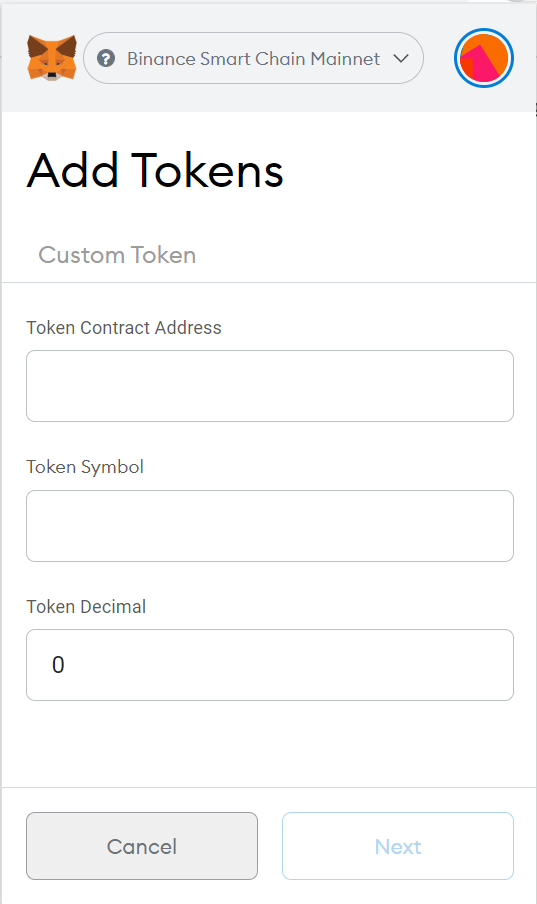 Binance Smart Chain Mainnet
Add Tokens
Custom Token
Token Contract Address
Token Symbol
Token Decimal
0
Cancel
Next